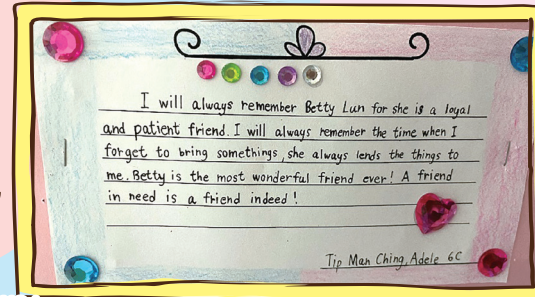 I will always remember Betty Lun for she is a loyal
and patient friend. I will always remember the time when I
forget to bring somethings, she always lends the things to
me. Betty is the most wonderful friend ever! A friend
in need is a friend indeed!
Tip Man Ching, Adele 6C